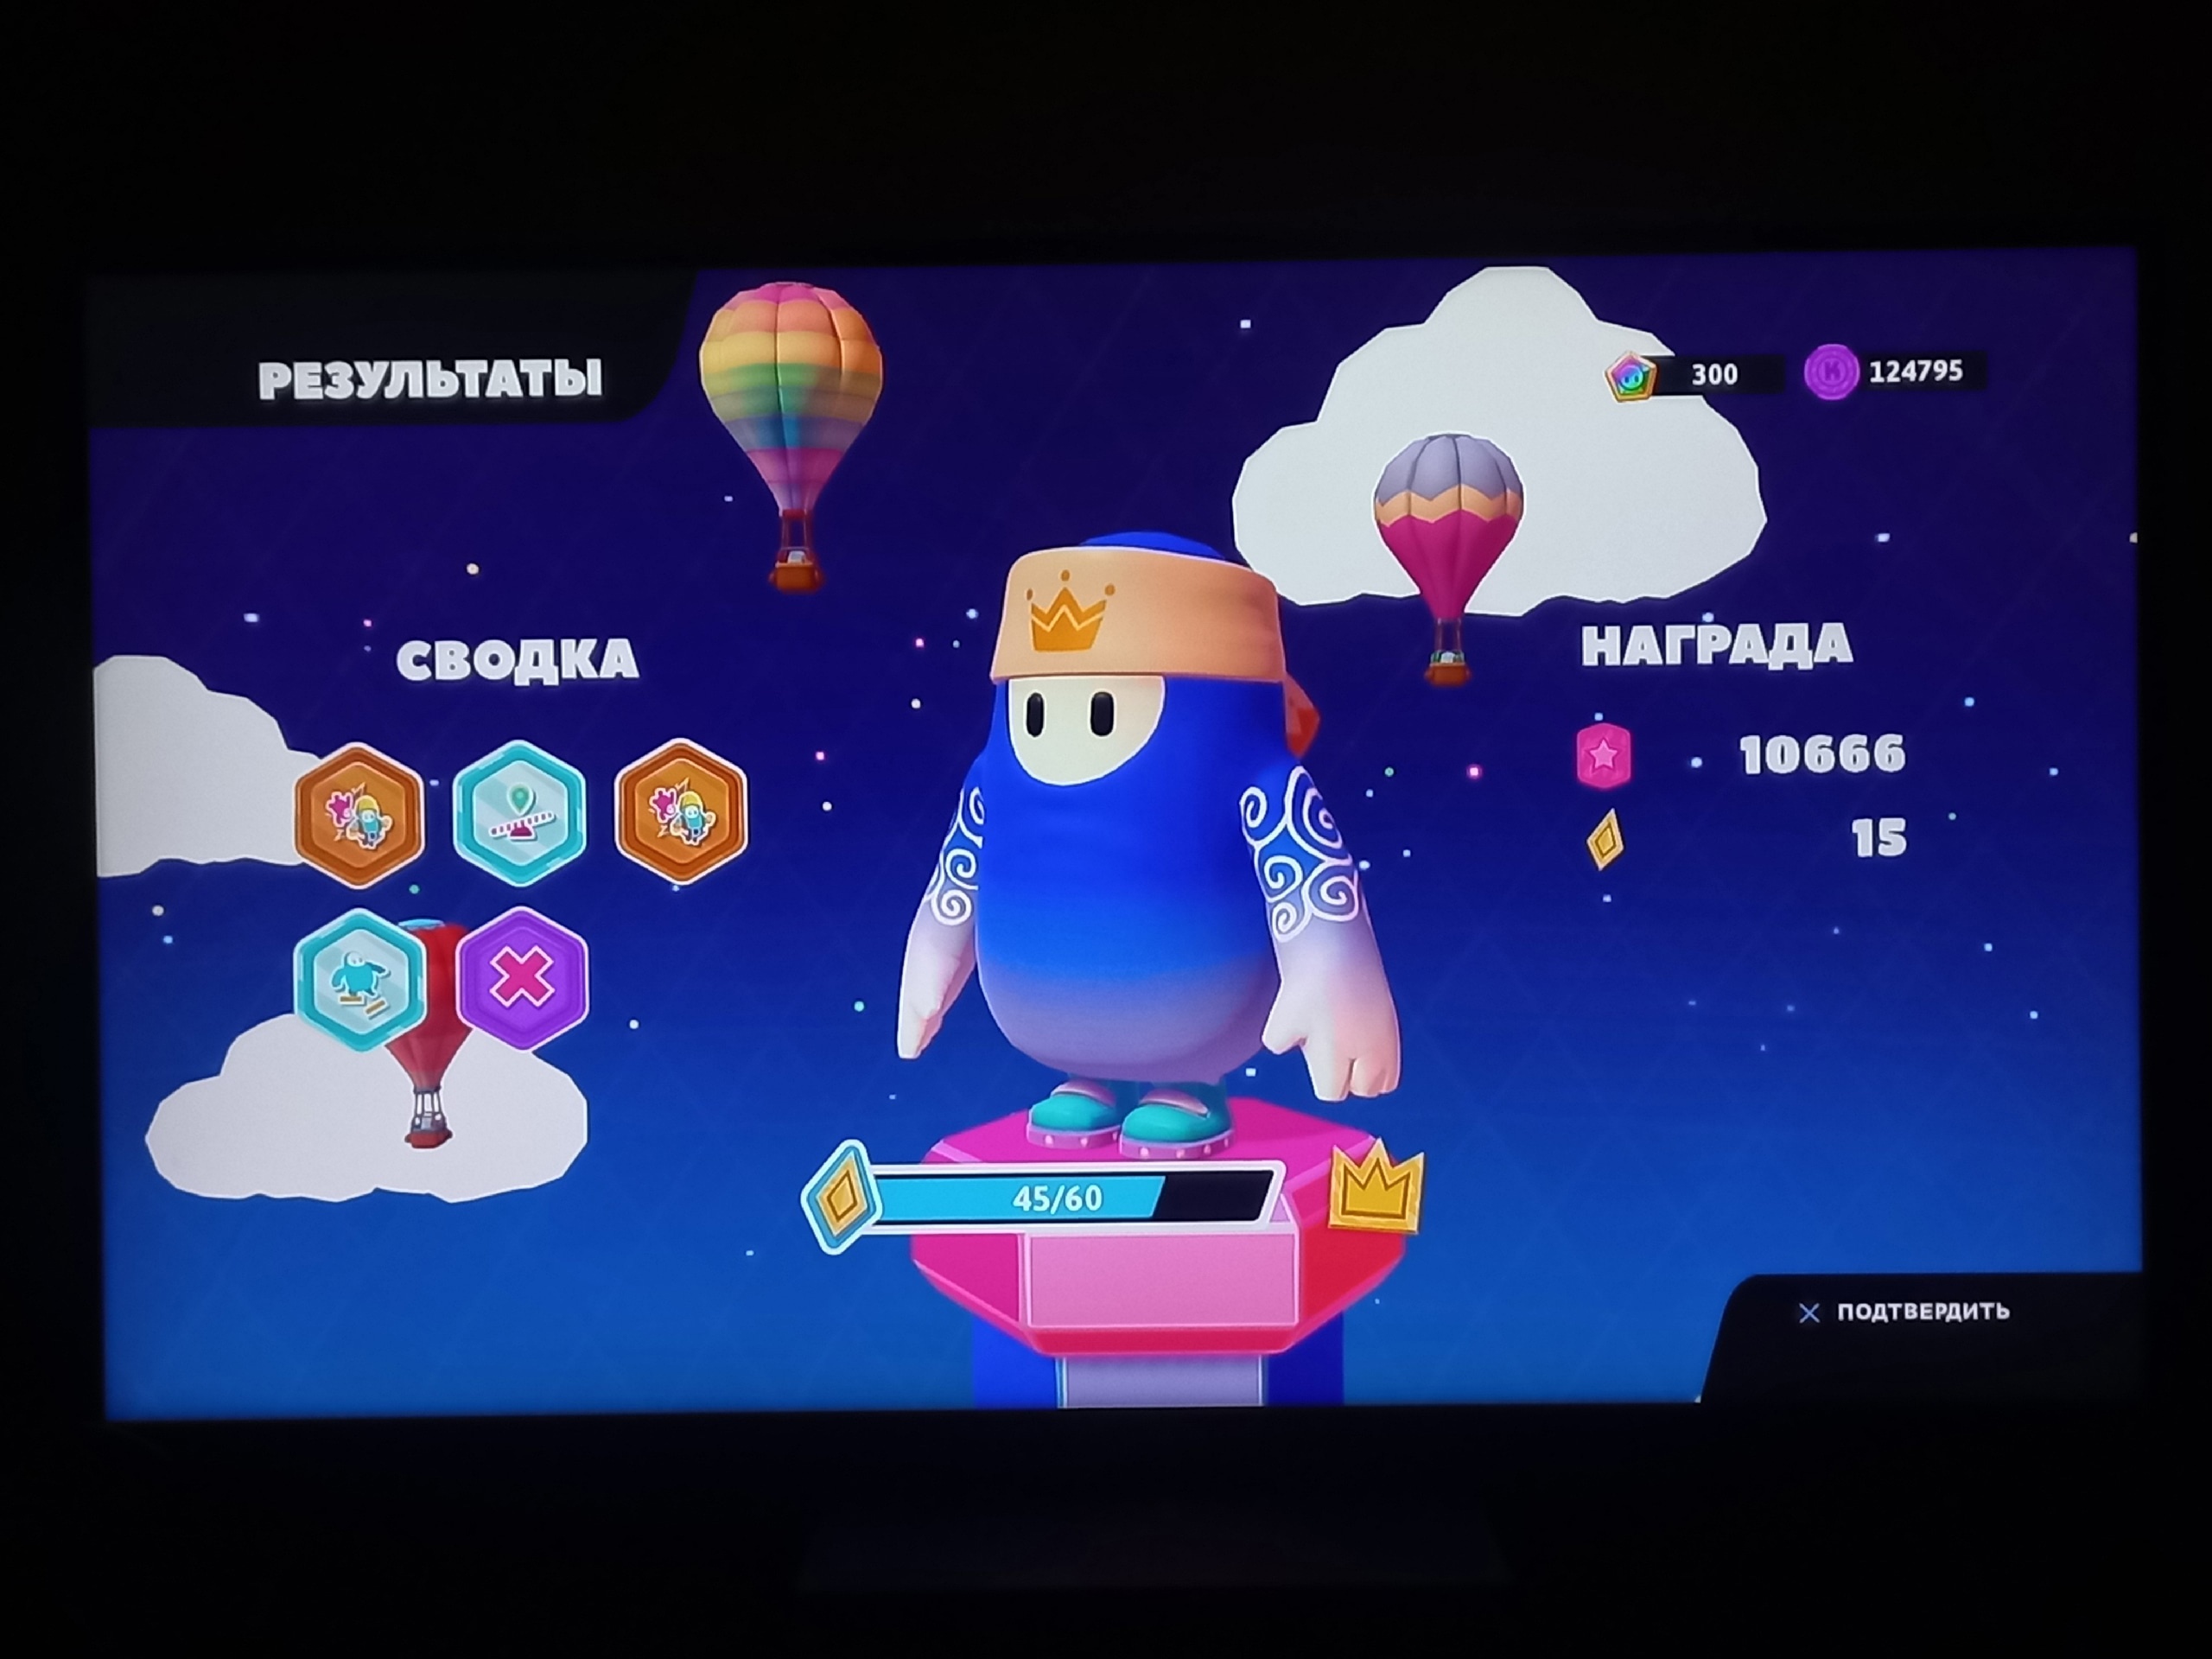 РЕЗУЛЬТАТЫ
300
124795
СВОДКА
НАГРАДА
10666
15
45/60
ПОДТВЕРДИТЬ